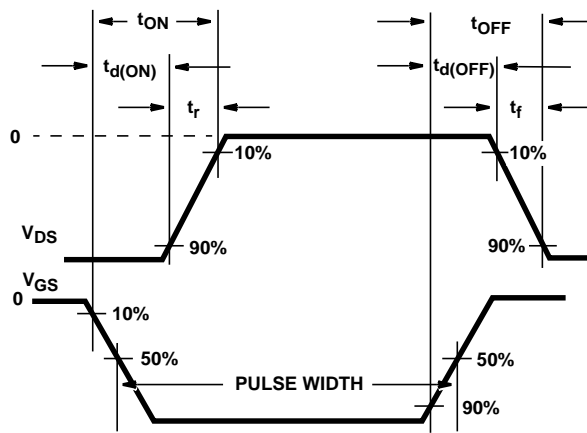 tON tOFF
td(ON) td(OFF)
tr tf
0
10% 10%
VDS 90% 90%
VGS
0
10%
50% 50%
PULSE WIDTH
90%